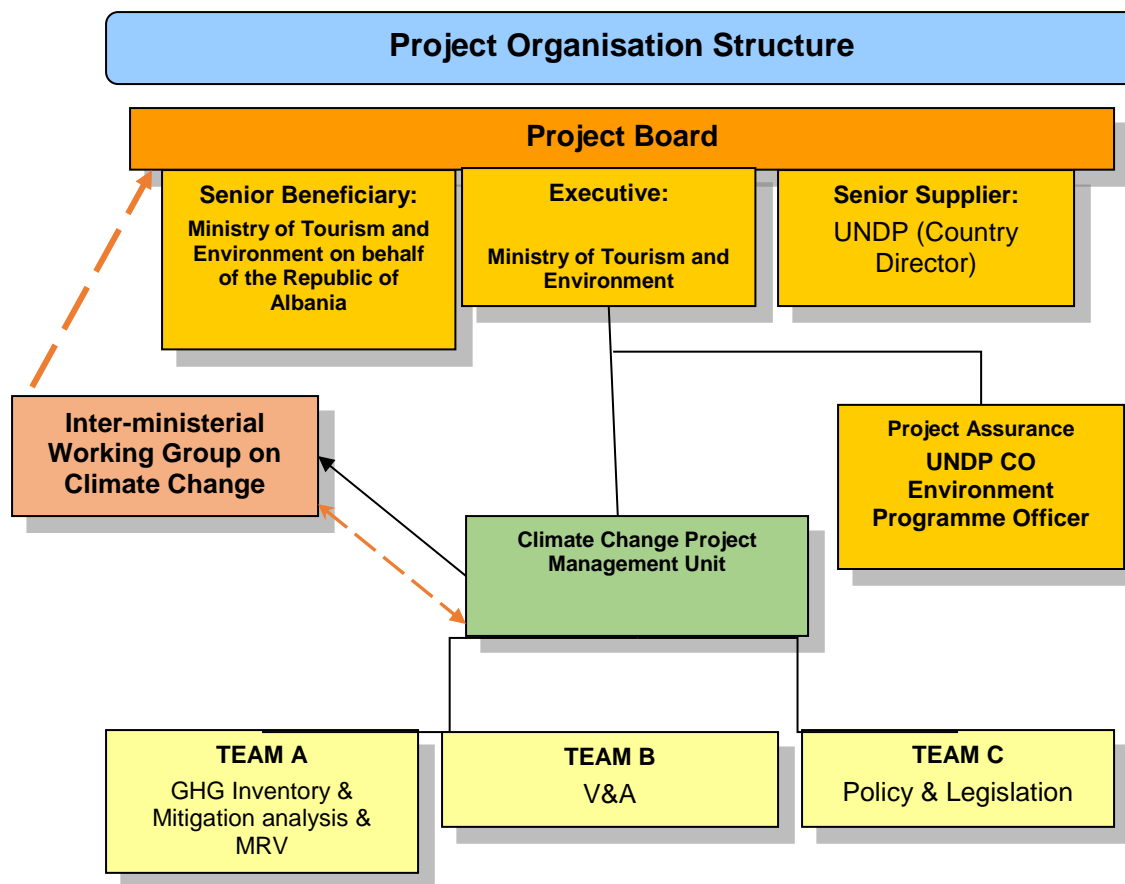 Project Organisation Structure
Project Board
Senior Beneficiary:
Ministry of Tourism and
Environment on behalf
of the Republic of
Albania
Executive:
Ministry of Tourism and
Environment
Senior Supplier:
UNDP (Country
Director)
Inter-ministerial
Working Group on
Climate Change
Project Assurance
UNDP CO
Environment
Programme Officer
Climate Change Project
Management Unit
TEAM A
GHG Inventory &
Mitigation analysis &
MRV
TEAM B
V&A
TEAM C
Policy & Legislation